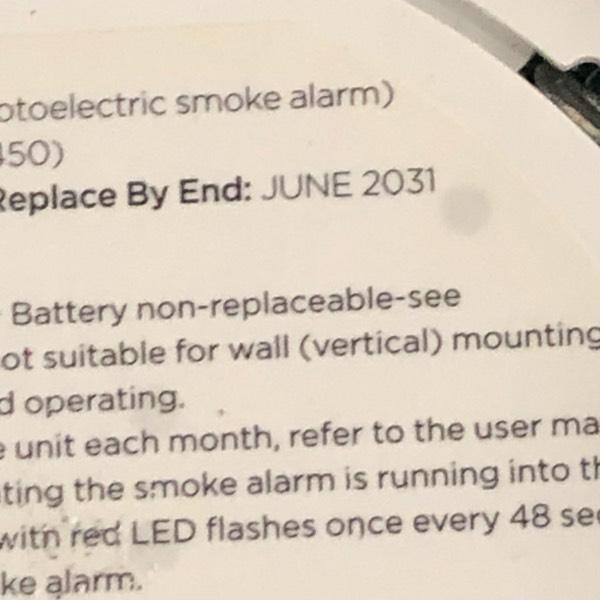 otoelectric smoke alarm)
450)
Replace By End: JUNE 2031
Battery non-replaceable-see
ot suitable for wall (vertical) mounting
d operating.
e unit each month, refer to the user ma
ting the smoke alarm is running into th
with red LED flashes once every 48 sec
ke alarm.